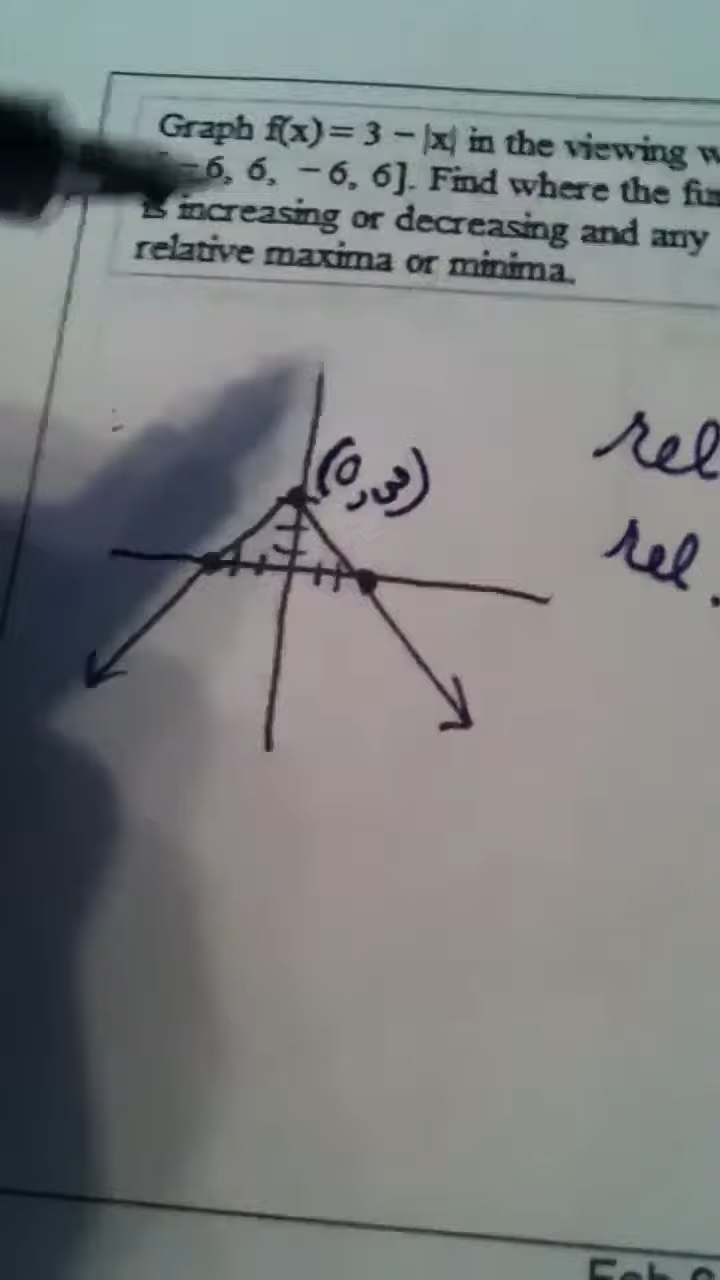 Graph f(x) = 3 − |x| in the viewing
−6, 6, −6, 6]. Find where the
is increasing or decreasing and any
relative maxima or minima.
(0,3)
rel
rel.